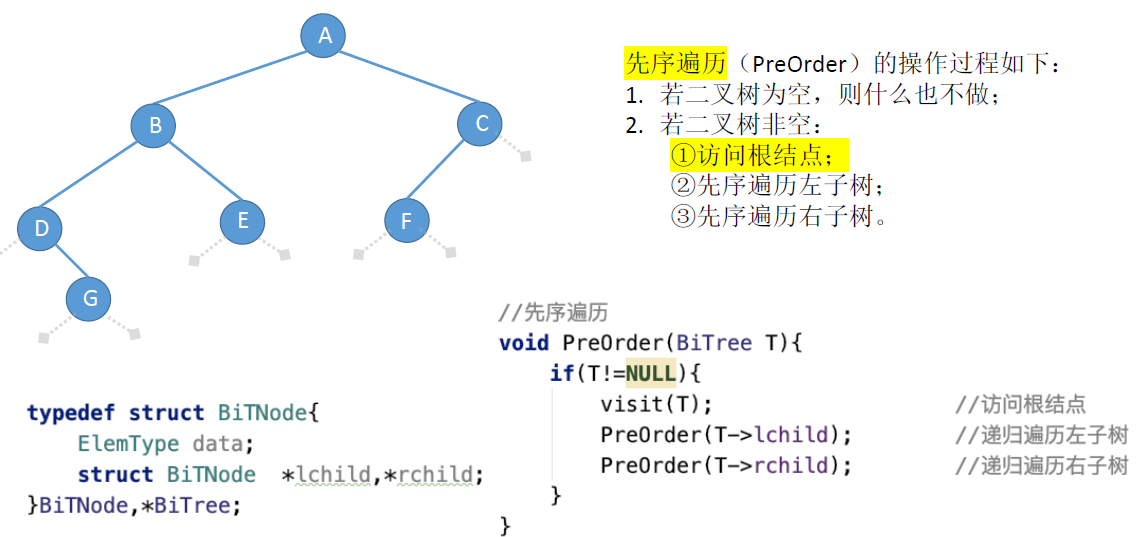 A
B
C
D
E
F
G
先序遍历（PreOrder）的操作过程如下：
1. 若二叉树为空，则什么也不做；
2. 若二叉树非空：
①访问根结点；
②先序遍历左子树；
③先序遍历右子树。
typedef struct BiTNode{
ElemType data;
struct BiTNode *lchild,*rchild;
}BiTNode,*BiTree;
//先序遍历
void PreOrder(BiTree T){
if(T!=NULL){
visit(T); //访问根结点
PreOrder(T->lchild); //递归遍历左子树
PreOrder(T->rchild); //递归遍历右子树
}
}